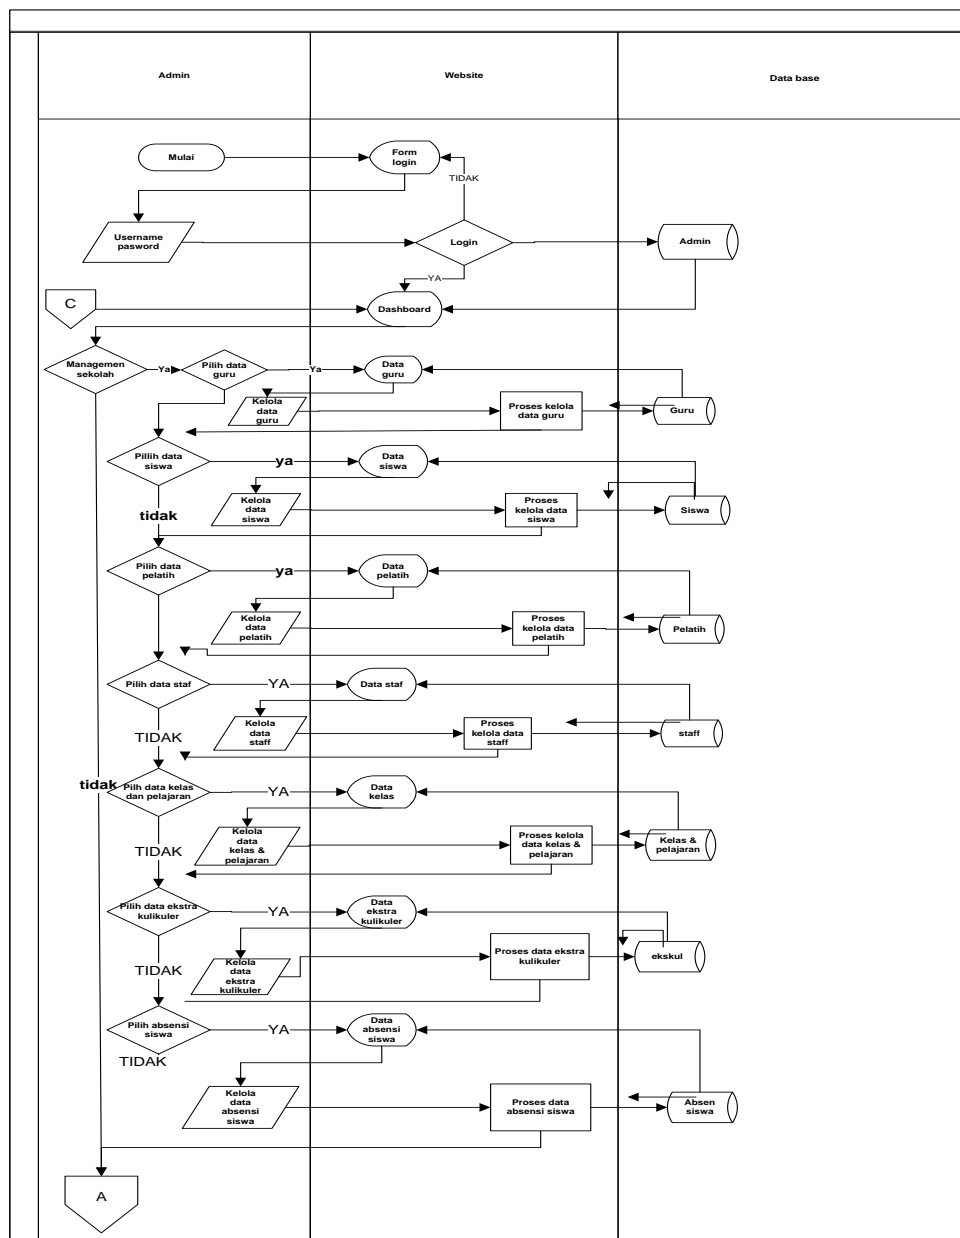 Admin
Website
Data base
Mulai
Form
login
TIDAK
Username
pasword
Login
Admin
YA
C
Dashboard
Managemen
sekolah
Ya
Pilih data
guru
Ya
Data
guru
Kelola
data
guru
Proses kelola
data guru
Guru
Pillih data
siswa
ya
Data
siswa
Kelola
data
siswa
Proses
kelola data
siswa
Siswa
tidak
Pilih data
pelatih
ya
Data
pelatih
Kelola
data
pelatih
Proses
kelola data
pelatih
Pelatih
Pilih data staf
YA
Data staf
Kelola
data
staff
Proses
kelola data
staff
staff
TIDAK
tidak
Pilh data kelas
dan pelajaran
YA
Data
kelas
Kelola
data
kelas &
pelajaran
Proses kelola
data kelas &
pelajaran
Kelas &
pelajaran
TIDAK
Pilih data ekstra
kulikuler
YA
Data
ekstra
kulikuler
Kelola
data
ekstra
kulikuler
Proses data ekstra
kulikuler
ekskul
TIDAK
Pilih absensi
siswa
YA
Data
absensi
siswa
TIDAK
Kelola
data
absensi
siswa
Proses data
absensi siswa
Absen
siswa
A